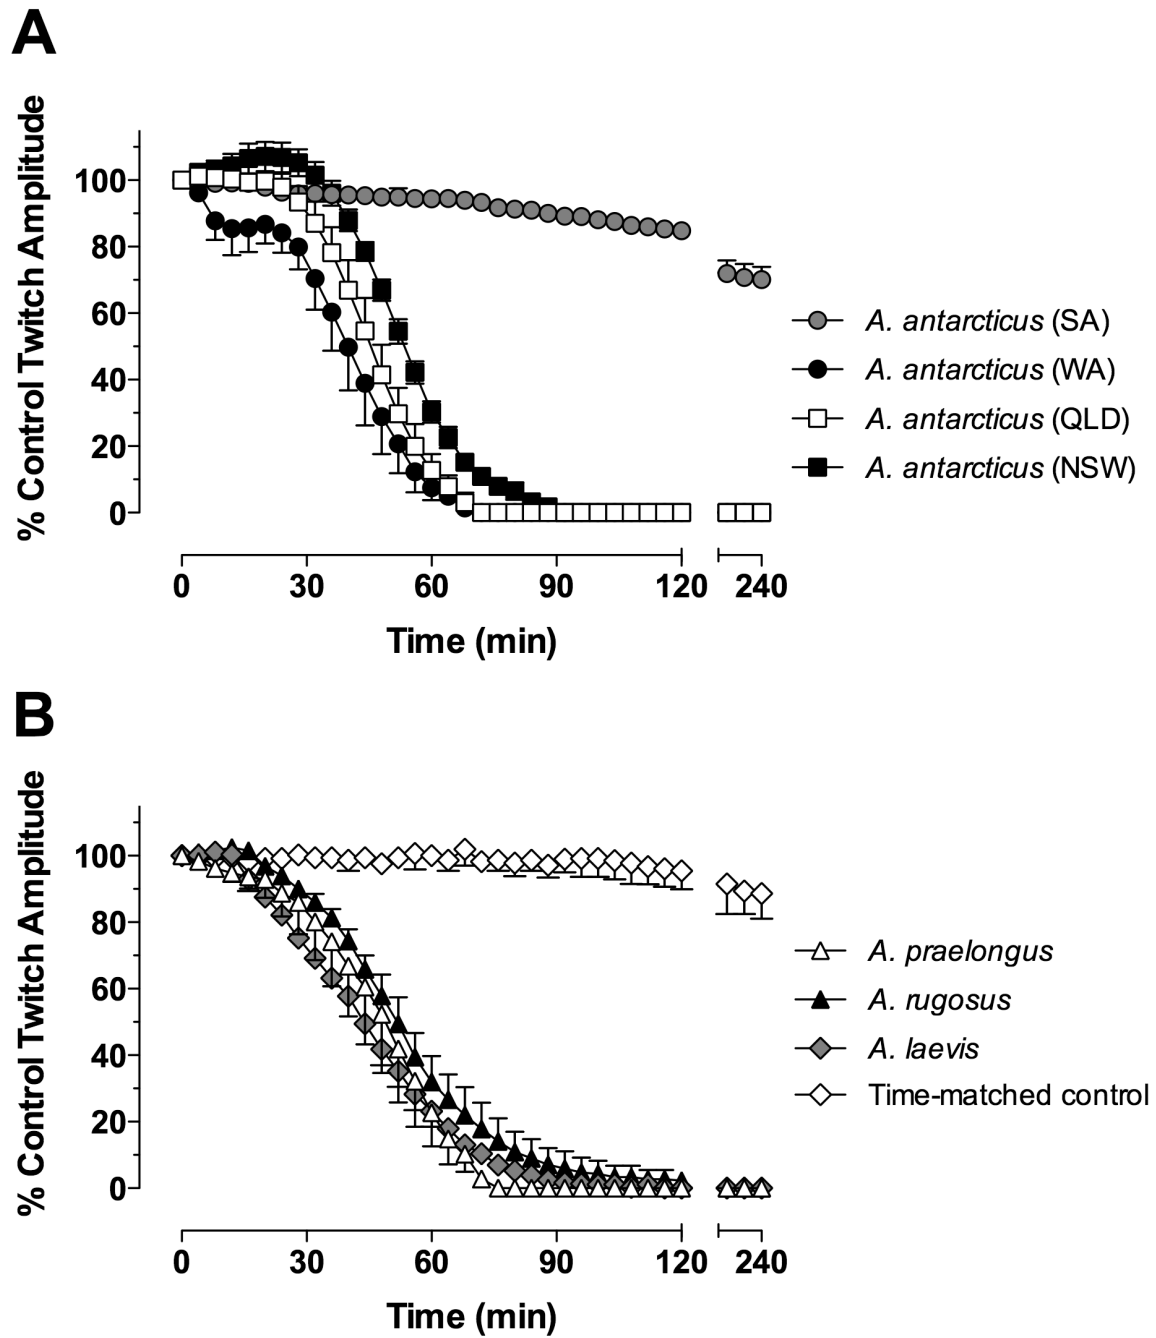 A
% Control Twitch Amplitude
100
80
60
40
20
0
0 30 60 90 120 240
Time (min)
A. antarcticus (SA)
A. antarcticus (WA)
A. antarcticus (QLD)
A. antarcticus (NSW)
B
% Control Twitch Amplitude
100
80
60
40
20
0
0 30 60 90 120 240
Time (min)
A. praelongus
A. rugosus
A. laevis
Time-matched control